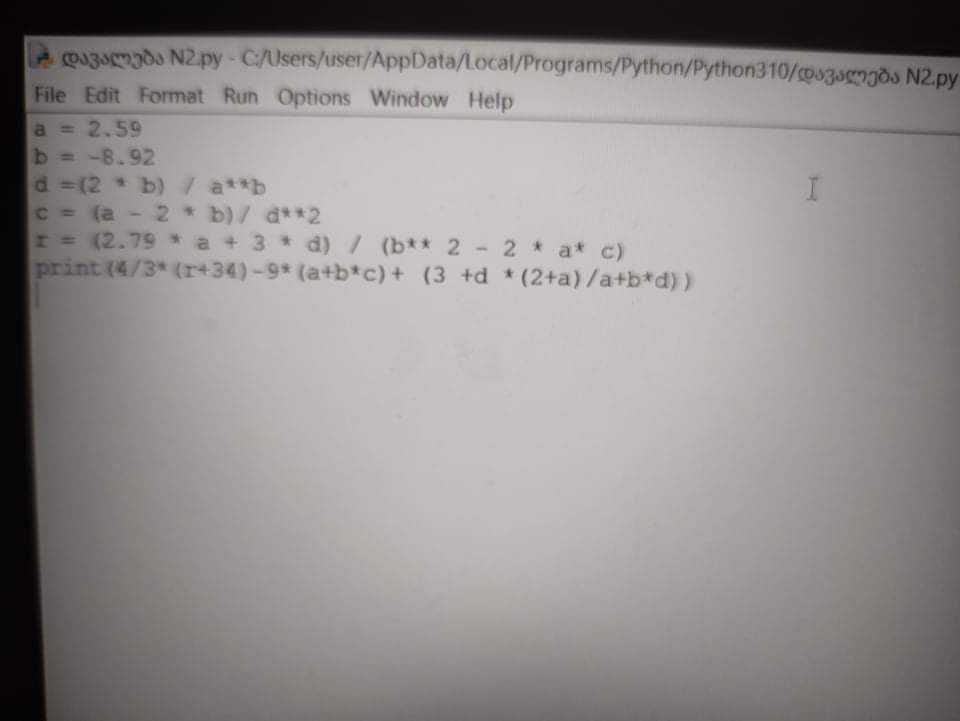 დავალება N2.py - C:/Users/user/AppData/Local/Programs/Python/Python310/დავალება N2.py
File Edit Format Run Options Window Help
a = 2.59
b = -8.92
d =(2 * b) / a**b
c = (a - 2 * b)/ d**2
r = (2.79 * a + 3 * d) / (b** 2 - 2 * a* c)
print(4/3*(r+34)-9*(a+b*c)+ (3 +d *(2+a)/a+b*d))